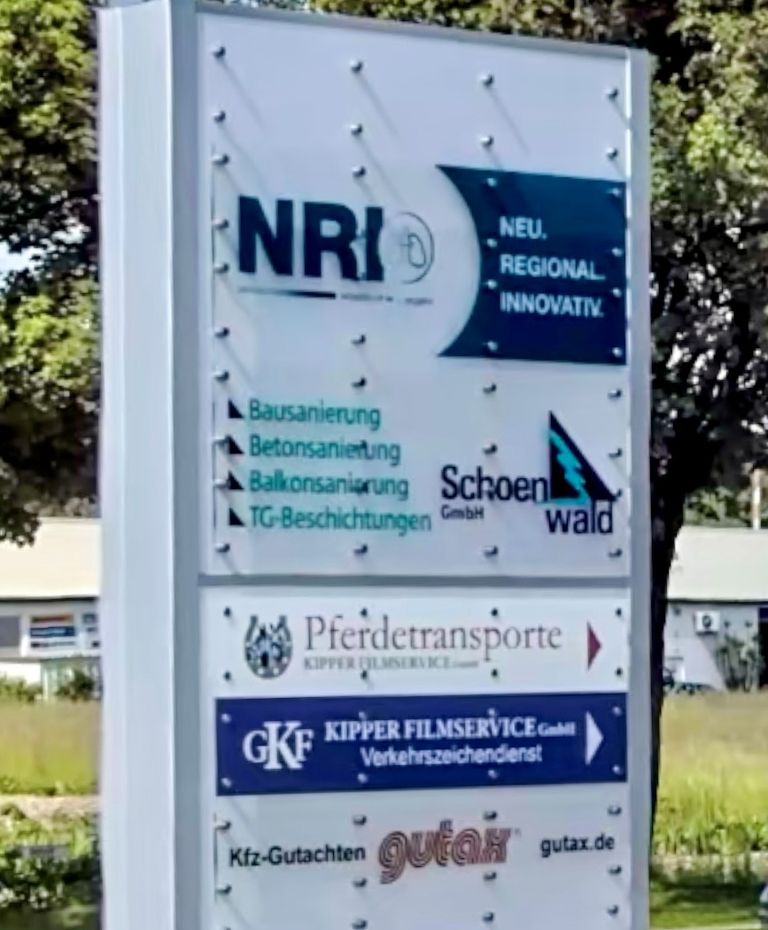 NRI
NEU.
REGIONAL.
INNOVATIV.
Bausanierung
Betonsanierung
Balkonsanierung
TG-Beschichtungen
Schoen
GmbH
wald
Pferdetransporte
KIPPER FILMSERVICE GmbH
GKF
KIPPER FILMSERVICE GmbH
Verkehrszeichendienst
Kfz-Gutachten gutax® gutax.de